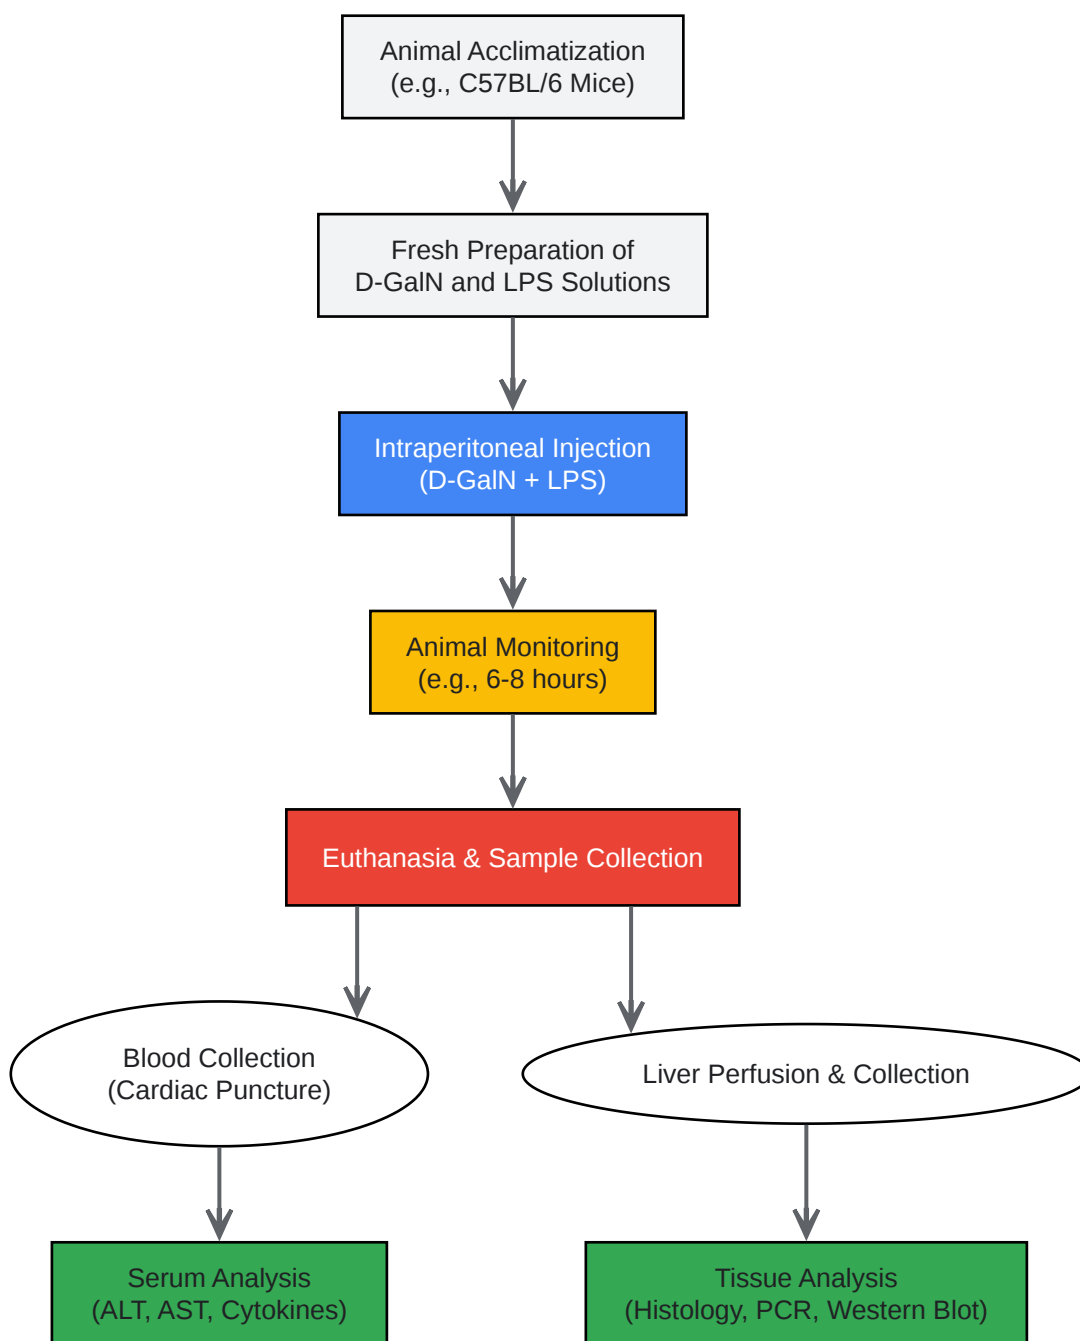 Animal Acclimatization
(e.g., C57BL/6 Mice)
Fresh Preparation of
D-GalN and LPS Solutions
Intraperitoneal Injection
(D-GalN + LPS)
Animal Monitoring
(e.g., 6-8 hours)
Euthanasia & Sample Collection
Blood Collection
(Cardiac Puncture)
Liver Perfusion & Collection
Serum Analysis
(ALT, AST, Cytokines)
Tissue Analysis
(Histology, PCR, Western Blot)